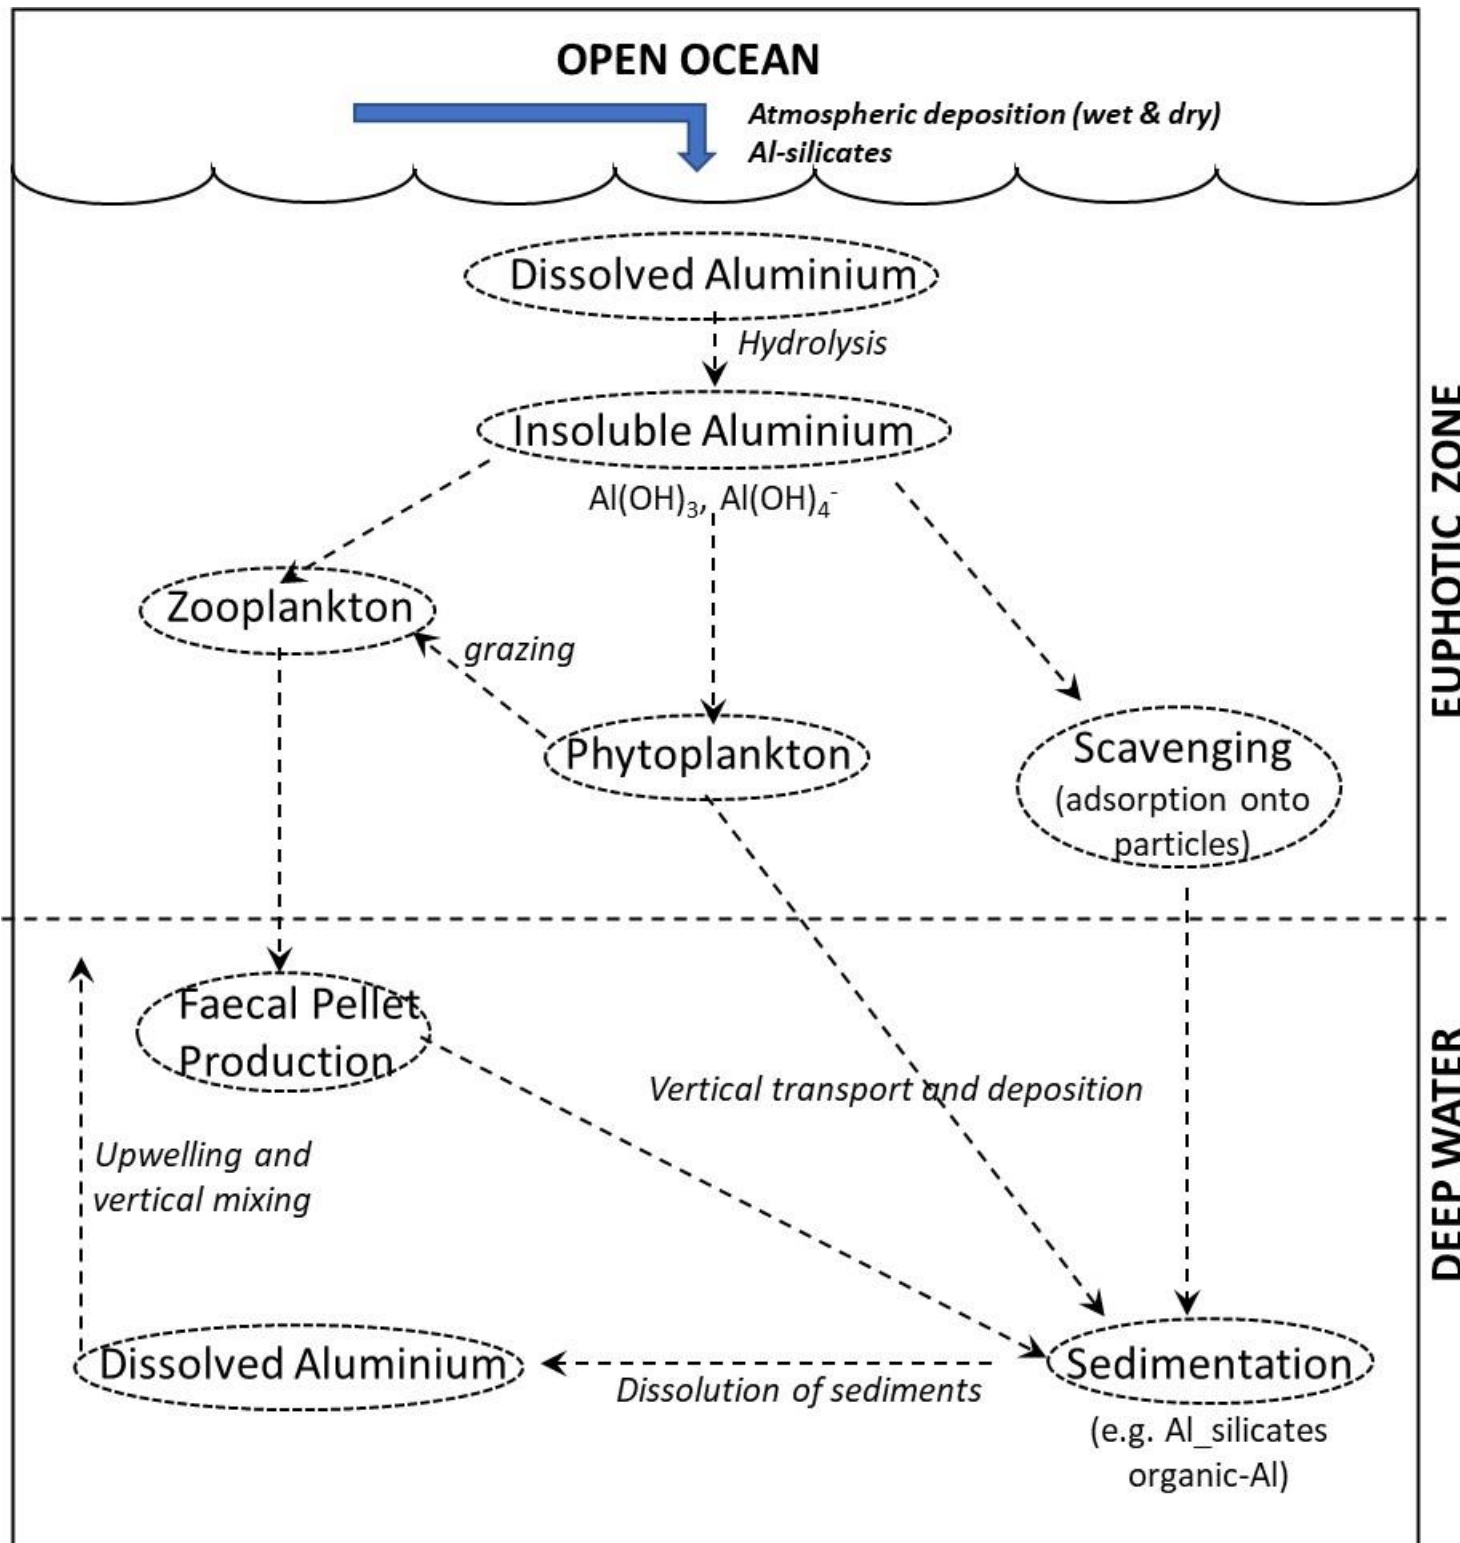 OPEN OCEAN
Atmospheric deposition (wet & dry)
Al-silicates
Dissolved Aluminium
Hydrolysis
Insoluble Aluminium
Al(OH)₃, Al(OH)₄⁻
Zooplankton
grazing
Phytoplankton
Scavenging
(adsorption onto
particles)
EUPHOTIC ZONE
Faecal Pellet
Production
Vertical transport and deposition
Upwelling and
vertical mixing
DEEP WATER
Dissolved Aluminium
Dissolution of sediments
Sedimentation
(e.g. Al_silicates
organic-Al)